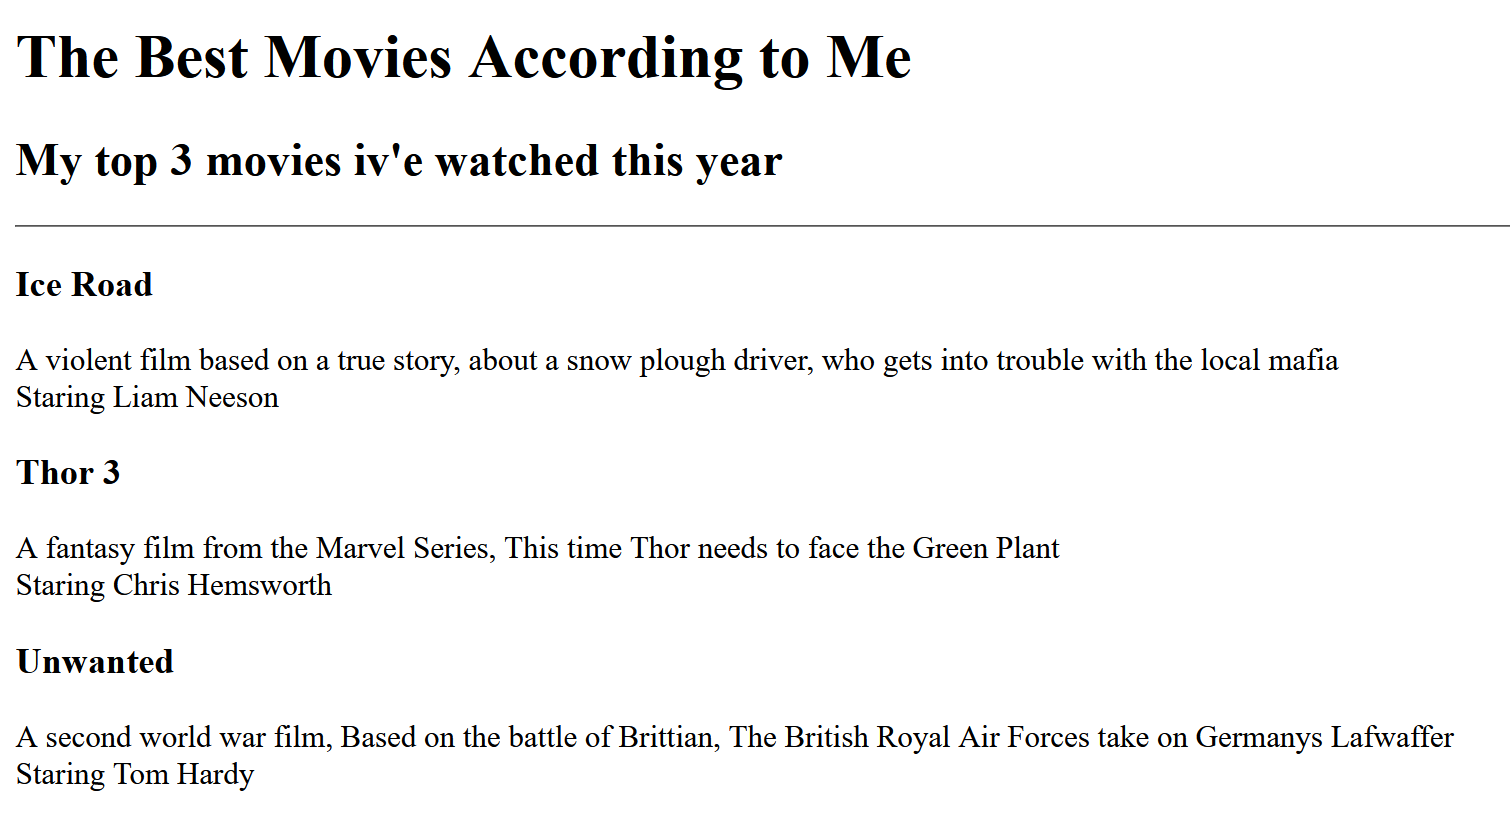 The Best Movies According to Me
My top 3 movies iv'e watched this year
Ice Road
A violent film based on a true story, about a snow plough driver, who gets into trouble with the local mafia
Staring Liam Neeson
Thor 3
A fantasy film from the Marvel Series, This time Thor needs to face the Green Plant
Staring Chris Hemsworth
Unwanted
A second world war film, Based on the battle of Brittian, The British Royal Air Forces take on Germanys Lafwaffer
Staring Tom Hardy